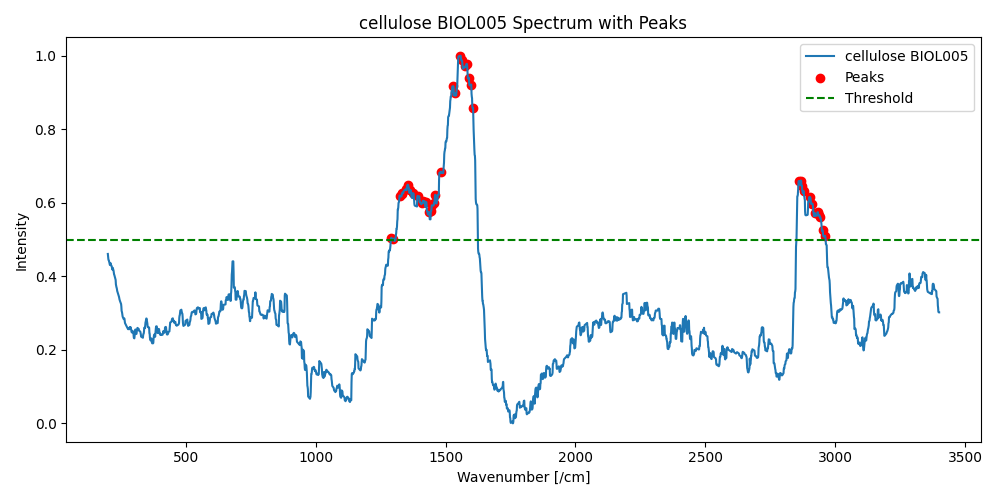 cellulose BIOL005 Spectrum with Peaks
cellulose BIOL005
Peaks
Threshold
Intensity
1.0
0.8
0.6
0.4
0.2
0.0
500 1000 1500 2000 2500 3000 3500
Wavenumber [/cm]